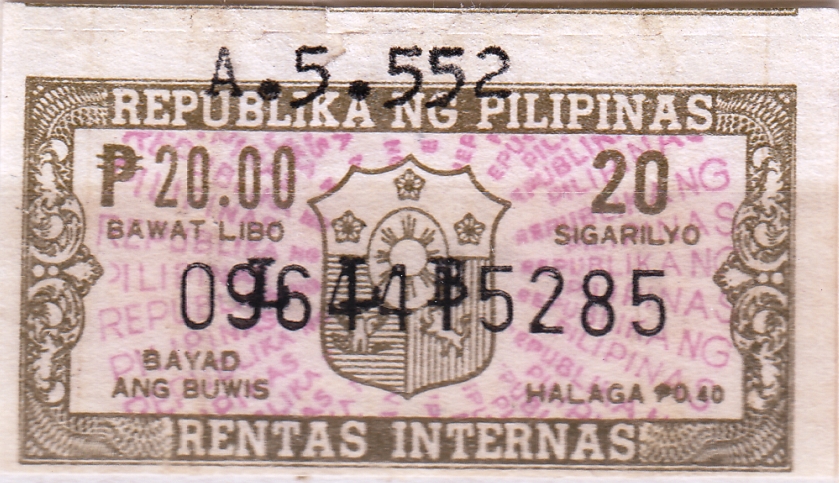 A.5.552
REPUBLIKA NG PILIPINAS
₱20.00
BAWAT LIBO
20
SIGARILYO
L L B
BAYAD
ANG BUWIS
HALAGA ₱0.40
RENTAS INTERNAS